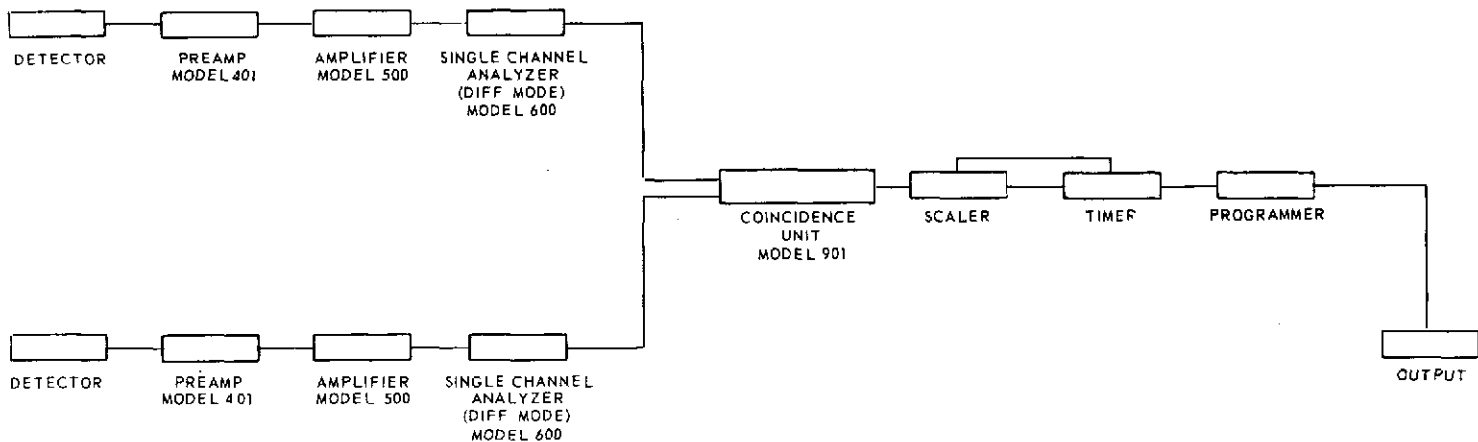 DETECTOR
PREAMP
MODEL 401
AMPLIFIER
MODEL 500
SINGLE CHANNEL
ANALYZER
(DIFF MODE)
MODEL 600
COINCIDENCE
UNIT
MODEL 901
SCALER
TIMER
PROGRAMMER
OUTPUT
DETECTOR
PREAMP
MODEL 401
AMPLIFIER
MODEL 500
SINGLE CHANNEL
ANALYZER
(DIFF MODE)
MODEL 600